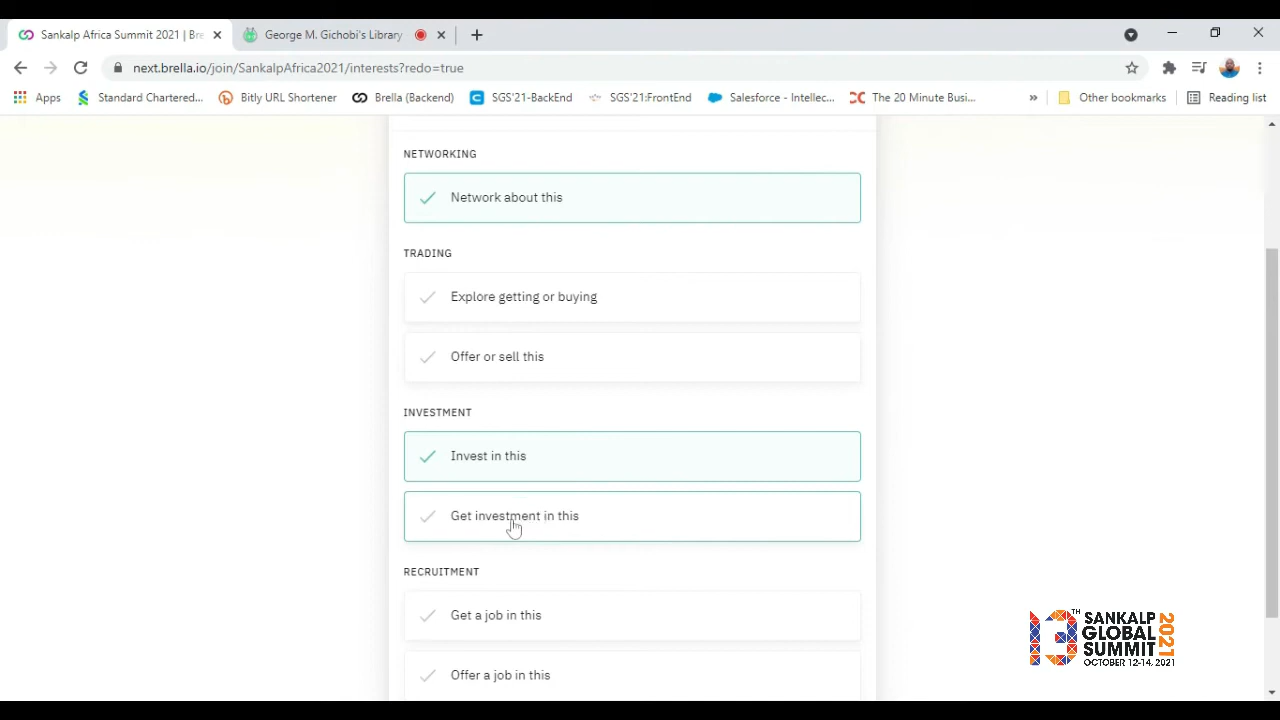 Sankalp Africa Summit 2021 | Bre
George M. Gichobi's Library
next.brella.io/join/SankalpAfrica2021/interests?redo=true
Apps
Standard Chartered...
Bitly URL Shortener
Brella (Backend)
SGS'21-BackEnd
SGS'21:FrontEnd
Salesforce - Intellec...
The 20 Minute Busi...
»
Other bookmarks
Reading list
NETWORKING
Network about this
TRADING
Explore getting or buying
Offer or sell this
INVESTMENT
Invest in this
Get investment in this
RECRUITMENT
Get a job in this
Offer a job in this
13TH SANKALP
GLOBAL
SUMMIT
2021
OCTOBER 12-14, 2021